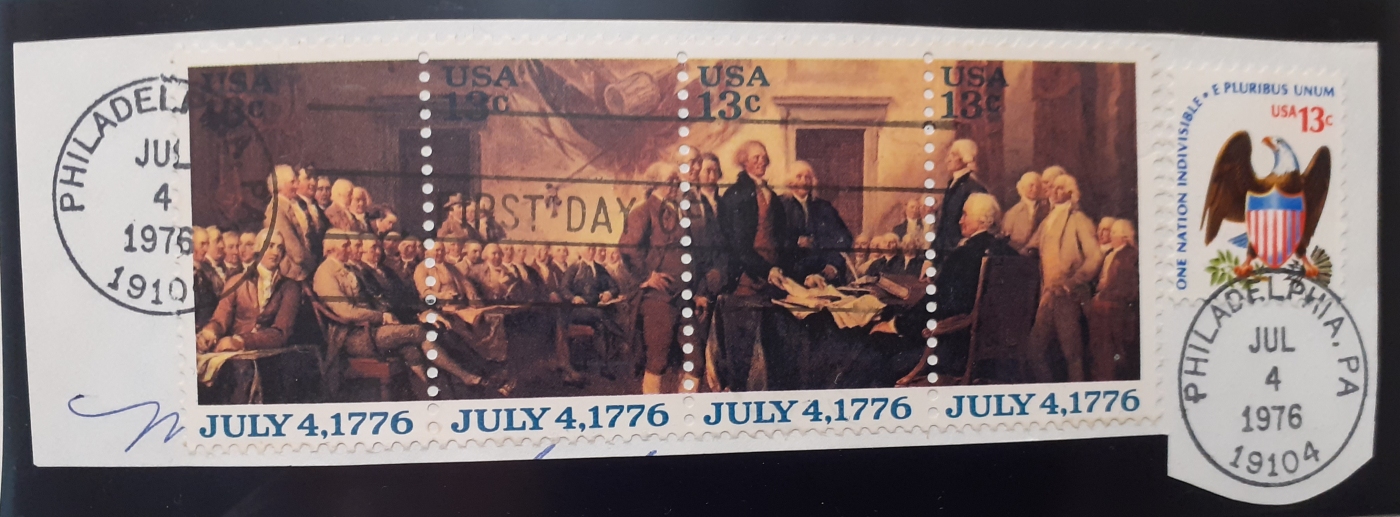 PHILADELP
JUL
4
1976
1910
USA
13c
USA
13c
USA
13c
USA
13c
FIRST DAY OF
JULY 4,1776
JULY 4,1776
JULY 4,1776
JULY 4,1776
ONE NATION INDIVISIBLE • E PLURIBUS UNUM
USA 13c
PHILADELPHIA, PA
JUL
4
1976
19104